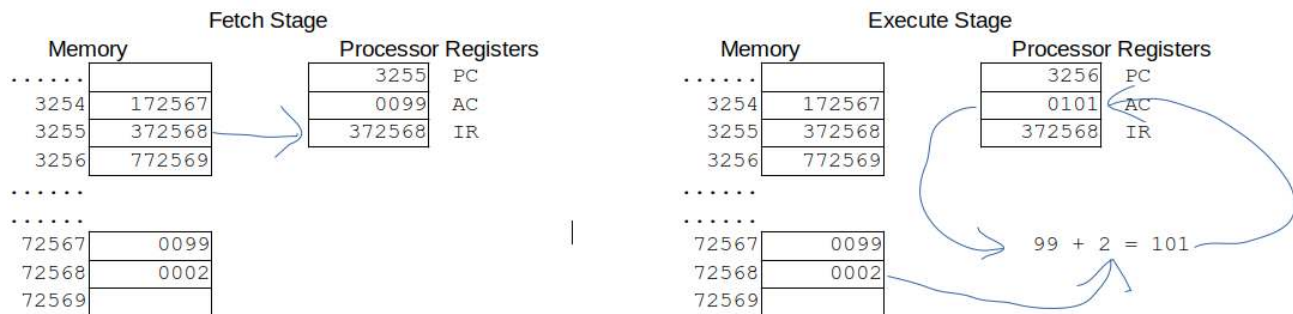 Fetch Stage
Memory Processor Registers
...... 3255 PC
3254 172567 0099 AC
3255 372568 372568 IR
3256 772569
......
......
72567 0099
72568 0002
72569
Execute Stage
Memory Processor Registers
...... 3256 PC
3254 172567 0101 AC
3255 372568 372568 IR
3256 772569
......
......
72567 0099 99 + 2 = 101
72568 0002
72569